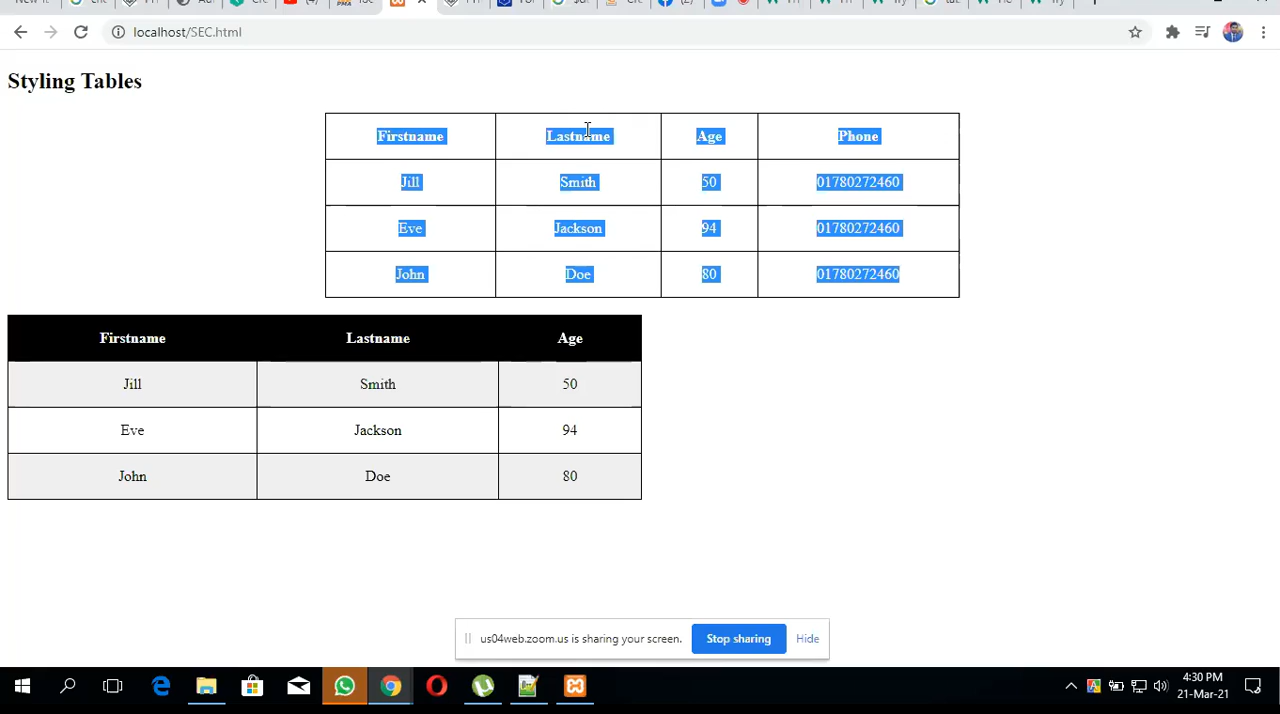 localhost/SEC.html
Styling Tables
Firstname Lastname Age Phone
Jill Smith 50 01780272460
Eve Jackson 94 01780272460
John Doe 80 01780272460
Firstname Lastname Age
Jill Smith 50
Eve Jackson 94
John Doe 80
us04web.zoom.us is sharing your screen. Stop sharing Hide
4:30 PM
21-Mar-21